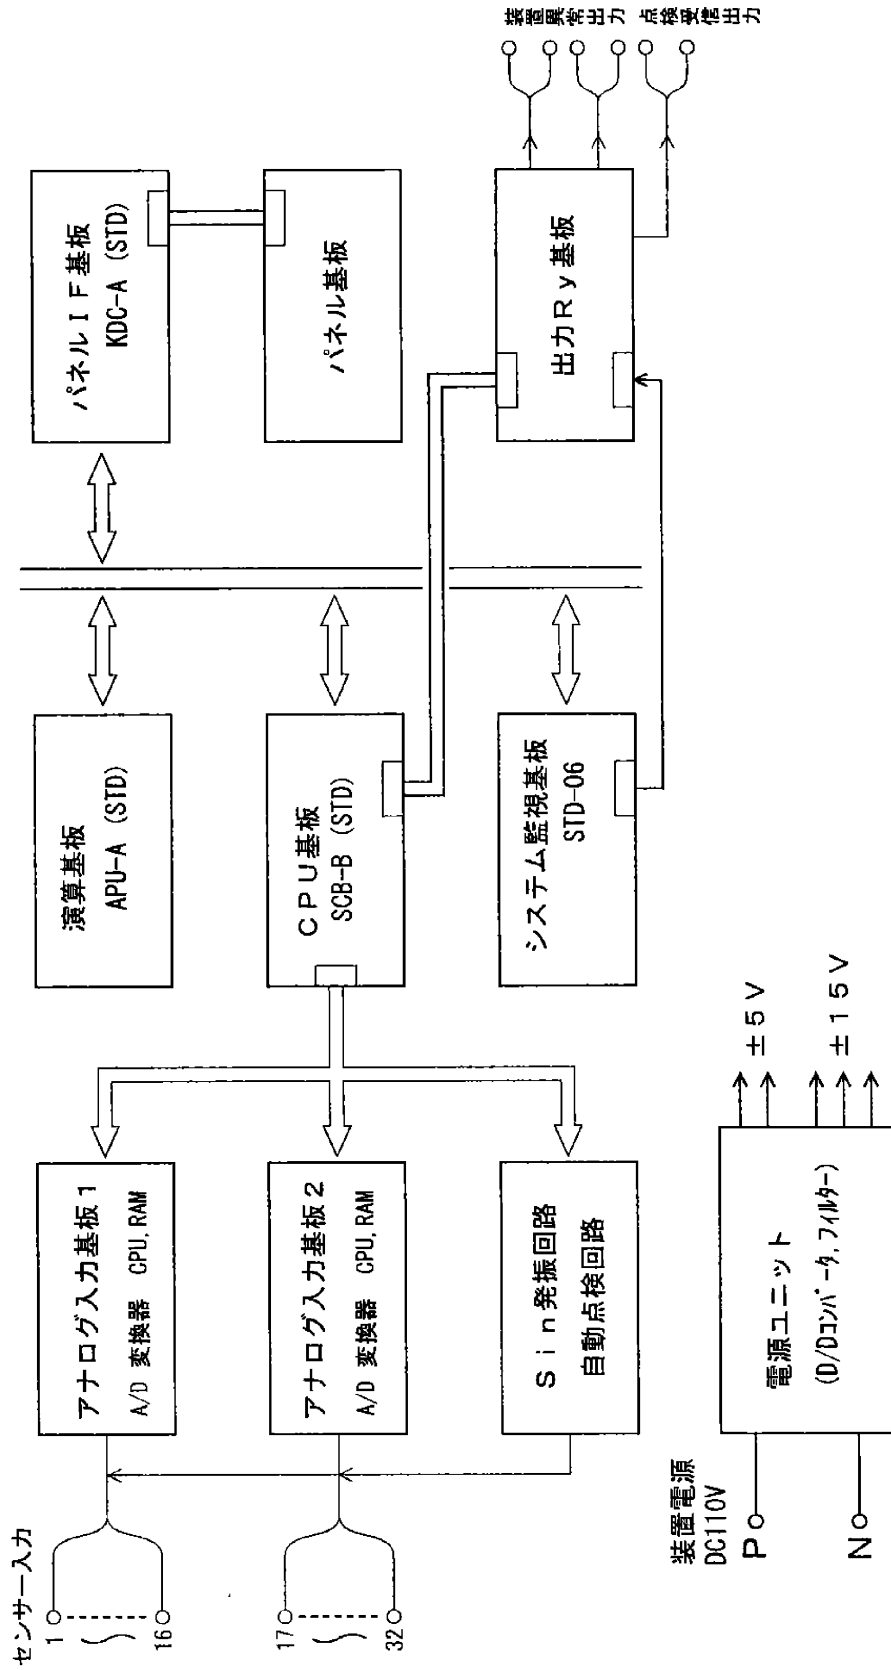 センサー入力
1
16
17
32
アナログ入力基板1
A/D 変換器 CPU,RAM
アナログ入力基板2
A/D 変換器 CPU,RAM
Sin発振回路
自動点検回路
演算基板
APU-A (STD)
CPU基板
SCB-B (STD)
システム監視基板
STD-06
パネルIF基板
KDC-A (STD)
パネル基板
出力Ry基板
装置異常出力
点検受信出力
装置電源
DC110V
P
N
電源ユニット
(D/Dコンバータ,フィルター)
±5V
±15V